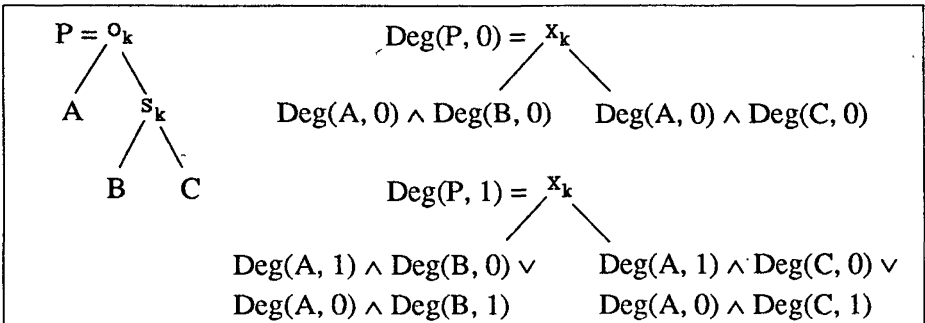 P = o_k
Deg(P, 0) = x_k
A s_k
Deg(A, 0) ∧ Deg(B, 0) Deg(A, 0) ∧ Deg(C, 0)
B C
Deg(P, 1) = x_k
Deg(A, 1) ∧ Deg(B, 0) ∨ Deg(A, 1) ∧ Deg(C, 0) ∨
Deg(A, 0) ∧ Deg(B, 1) Deg(A, 0) ∧ Deg(C, 1)